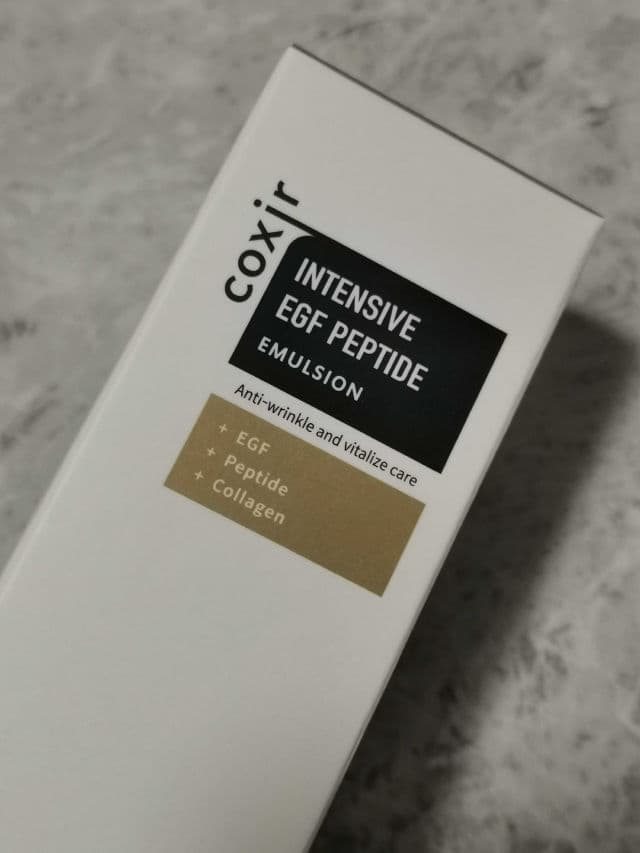 coxir
INTENSIVE
EGF PEPTIDE
EMULSION
Anti-wrinkle and vitalize care
+ EGF
+ Peptide
+ Collagen